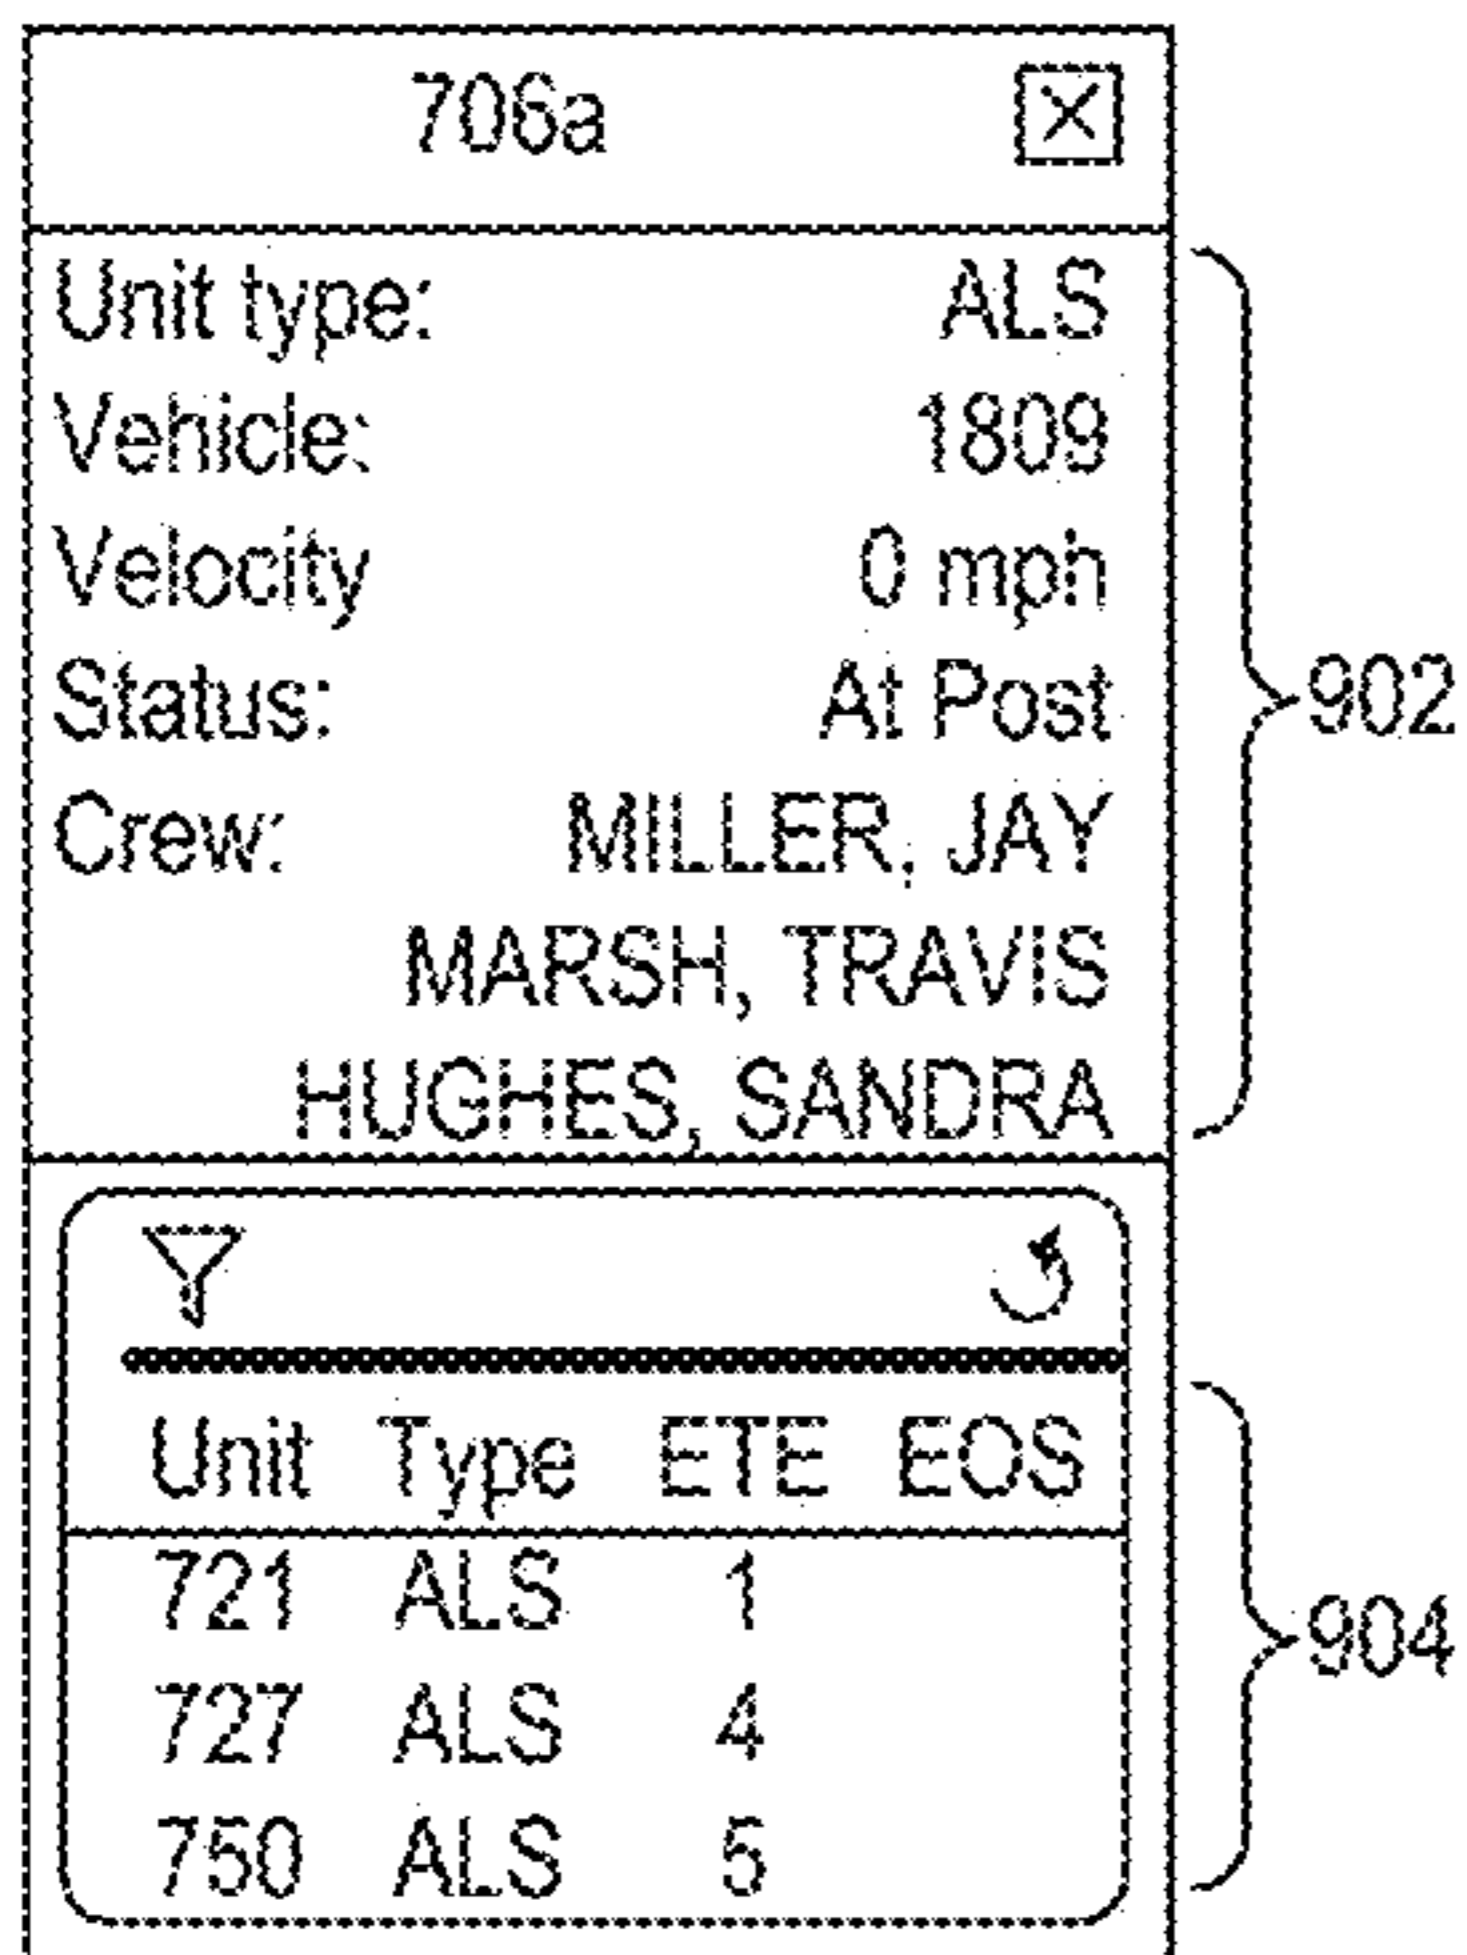 706a
Unit type: ALS
Vehicle: 1809
Velocity 0 mph
Status: At Post
902
Crew: MILLER, JAY
MARSH, TRAVIS
HUGHES, SANDRA
Unit Type ETE EOS
721 ALS 1
904
727 ALS 4
750 ALS 5